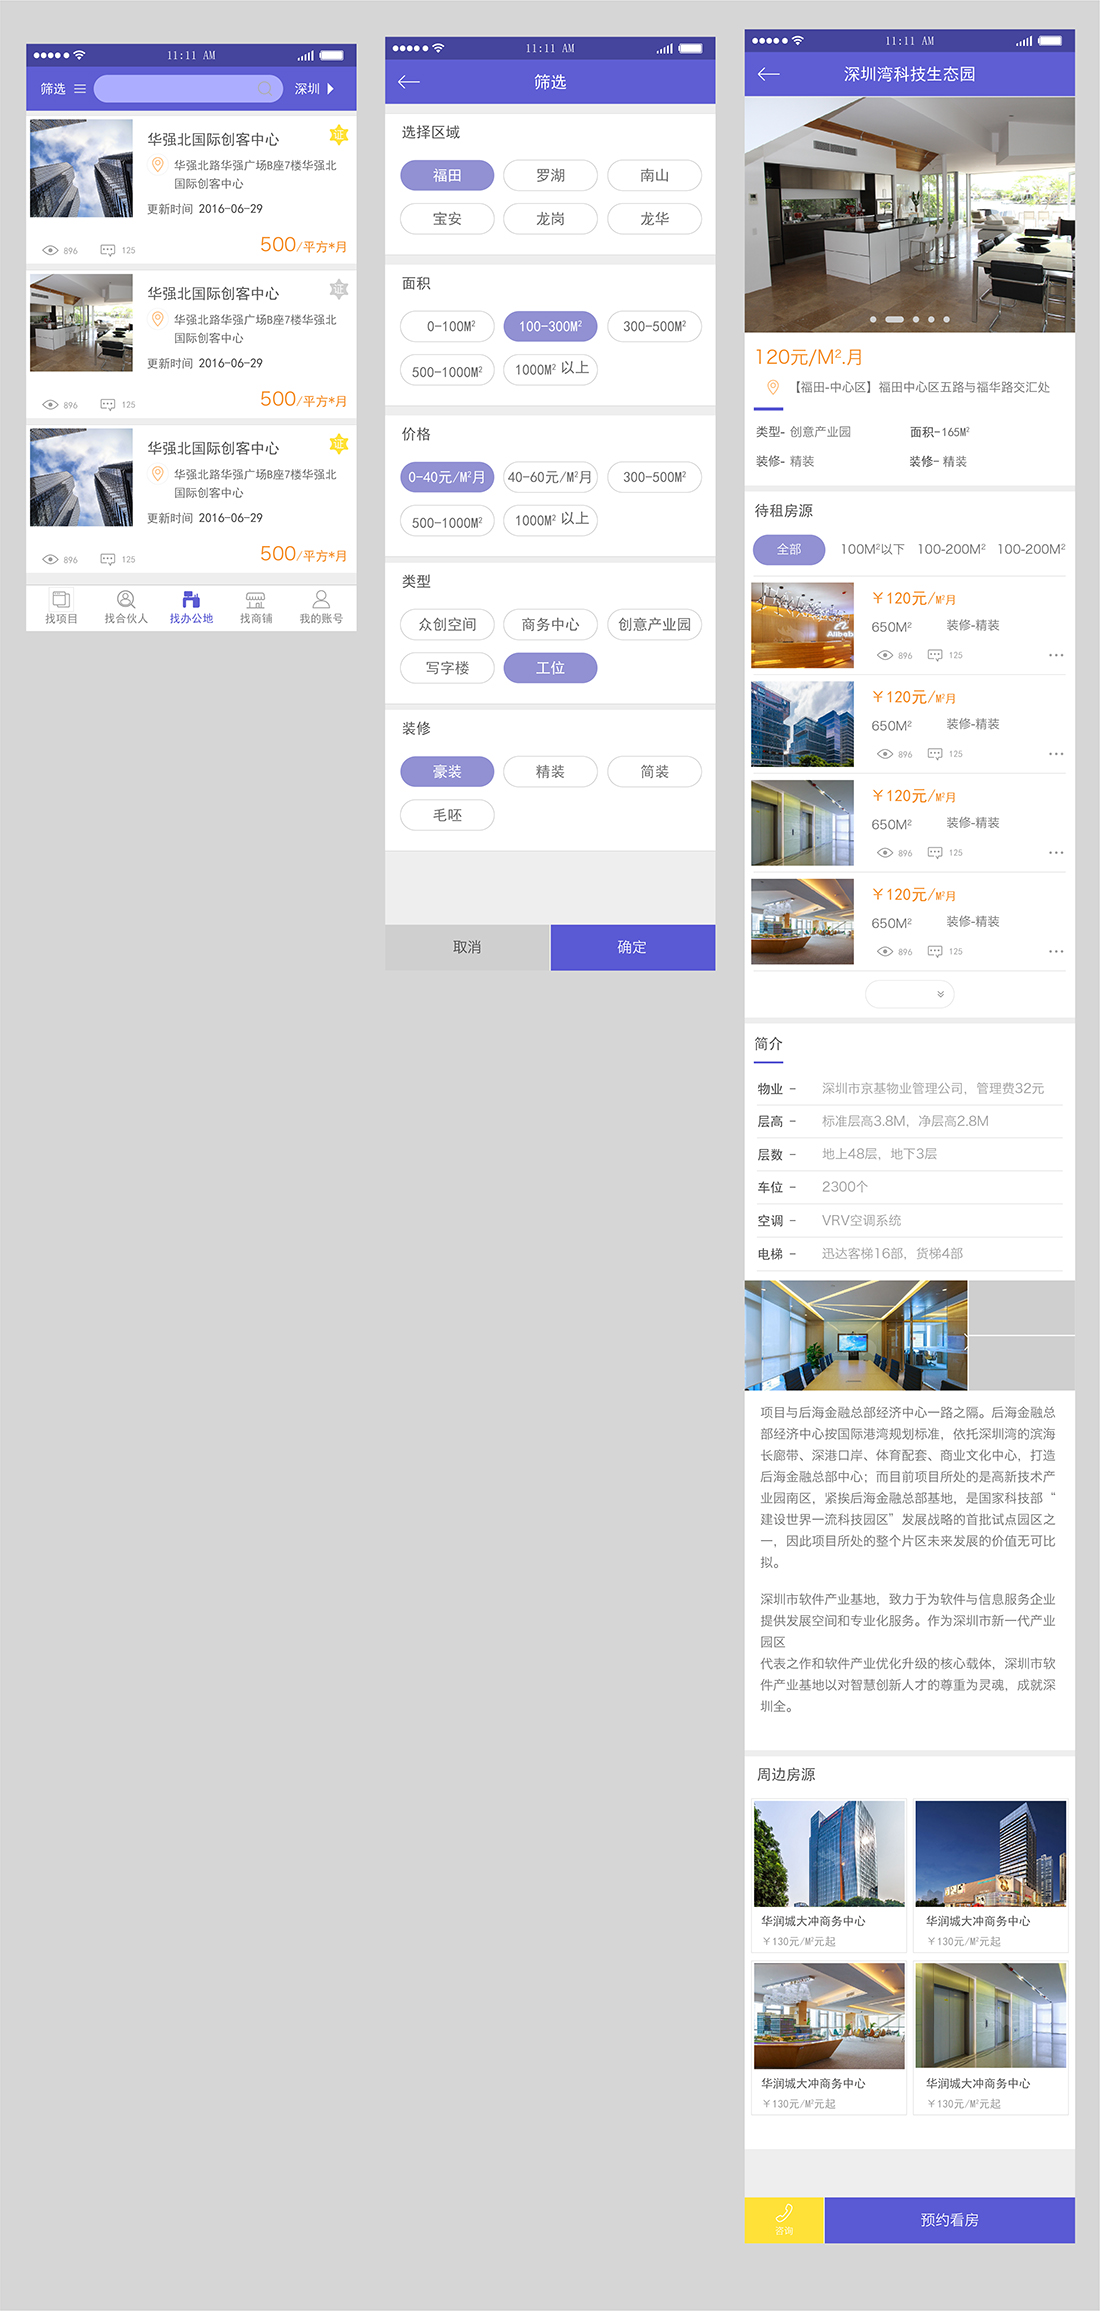 11:11 AM
筛选
深圳
华强北国际创客中心
证
华强北路华强广场B座7楼华强北
国际创客中心
更新时间 2016-06-29
896
125
500/平方*月
华强北国际创客中心
证
华强北路华强广场B座7楼华强北
国际创客中心
更新时间 2016-06-29
896
125
500/平方*月
华强北国际创客中心
证
华强北路华强广场B座7楼华强北
国际创客中心
更新时间 2016-06-29
896
125
500/平方*月
找项目
找合伙人
找办公地
找商铺
我的账号
11:11 AM
筛选
选择区域
福田
罗湖
南山
宝安
龙岗
龙华
面积
0-100M²
100-300M²
300-500M²
500-1000M²
1000M² 以上
价格
0-40元/M²月
40-60元/M²月
300-500M²
500-1000M²
1000M² 以上
类型
众创空间
商务中心
创意产业园
写字楼
工位
装修
豪装
精装
简装
毛呸
取消
确定
11:11 AM
深圳湾科技生态园
120元/M².月
【福田-中心区】福田中心区五路与福华路交汇处
类型- 创意产业园
面积-165M²
装修- 精装
装修- 精装
待租房源
全部
100M²以下
100-200M²
100-200M²
Alibab
￥120元/M²月
650M²
装修-精装
896
125
￥120元/M²月
650M²
装修-精装
896
125
￥120元/M²月
650M²
装修-精装
896
125
￥120元/M²月
650M²
装修-精装
896
125
简介
物业 - 深圳市京基物业管理公司，管理费32元
层高 - 标准层高3.8M，净层高2.8M
层数 - 地上48层，地下3层
车位 - 2300个
空调 - VRV空调系统
电梯 - 迅达客梯16部，货梯4部
项目与后海金融总部经济中心一路之隔。后海金融总
部经济中心按国际港湾规划标准，依托深圳湾的滨海
长廊带、深港口岸、体育配套、商业文化中心，打造
后海金融总部中心；而目前项目所处的是高新技术产
业园南区，紧挨后海金融总部基地，是国家科技部“
建设世界一流科技园区”发展战略的首批试点园区之
一，因此项目所处的整个片区未来发展的价值无可比
拟。
深圳市软件产业基地，致力于为软件与信息服务企业
提供发展空间和专业化服务。作为深圳市新一代产业
园区
代表之作和软件产业优化升级的核心载体，深圳市软
件产业基地以对智慧创新人才的尊重为灵魂，成就深
圳全。
周边房源
华润城大冲商务中心
￥130元/M²元起
华润城大冲商务中心
￥130元/M²元起
华润城大冲商务中心
￥130元/M²元起
华润城大冲商务中心
￥130元/M²元起
咨询
预约看房